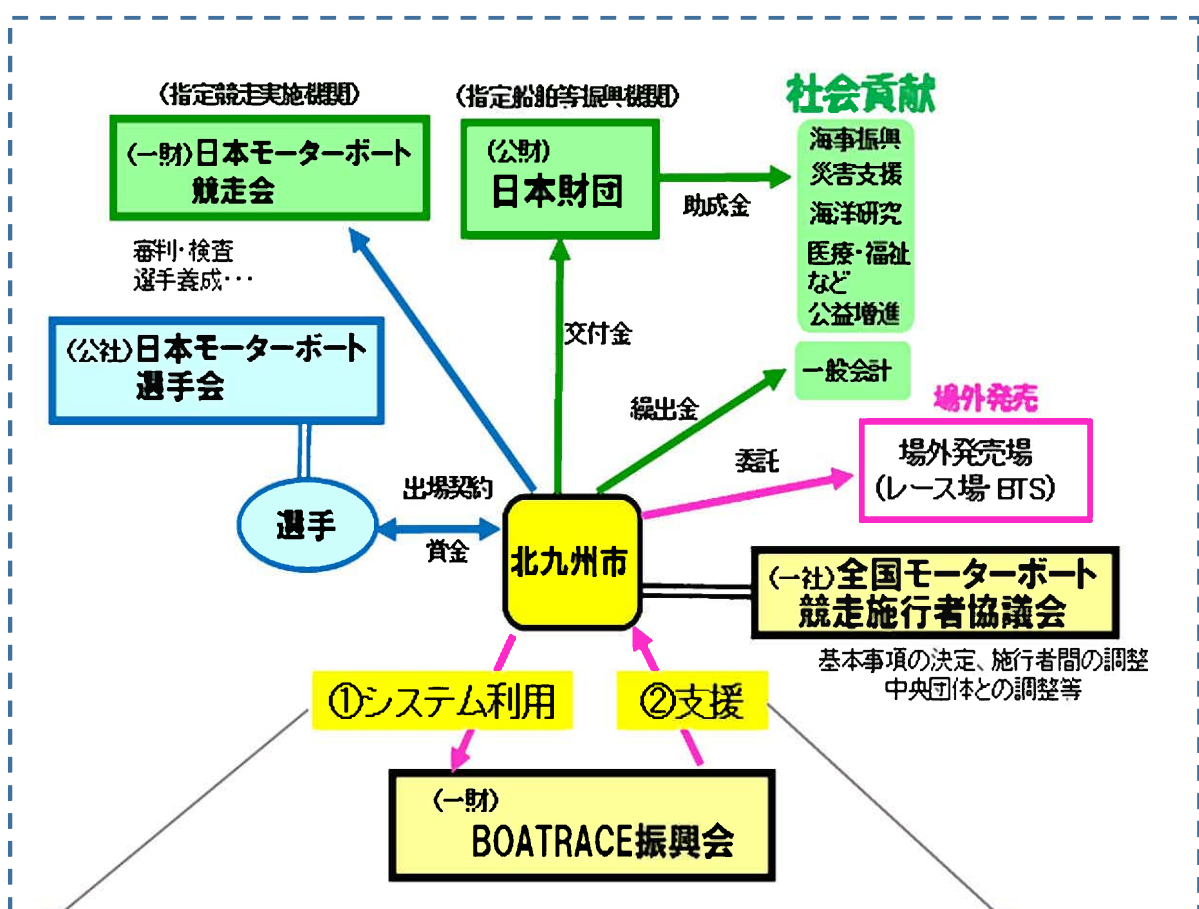 〈指定競走実施機関〉
(一財)日本モーターボート
競走会
審判・検査
選手養成･･･
〈指定船舶等振興機関〉
(公財)
日本財団
助成金
社会貢献
海事振興
災害支援
海洋研究
医療・福祉
など
公益増進
一般会計
交付金
繰出金
(公社)日本モーターボート
選手会
選手
出場契約
賞金
北九州市
委託
場外発売
場外発売場
(レース場・BTS)
(一社)全国モーターボート
競走施行者協議会
基本事項の決定、施行者間の調整
中央団体との調整等
①システム利用
②支援
(一財)
BOATRACE振興会